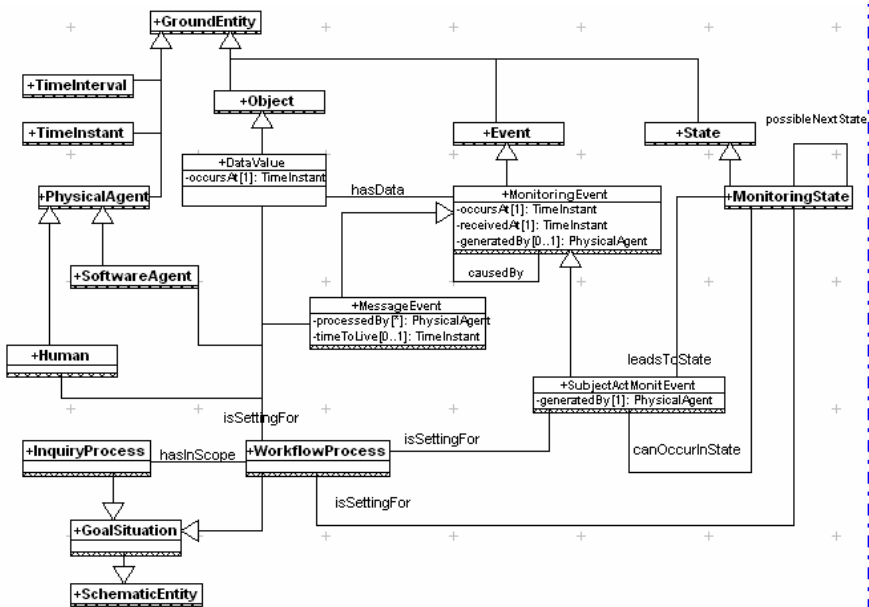 +GroundEntity
+TimeInterval
+Object
+TimeInstant
+Event
+State
possibleNextState
+DataValue
-occursAt[1]: TimeInstant
hasData
+PhysicalAgent
+MonitoringEvent
-occursAt[1]: TimeInstant
-receivedAt[1]: TimeInstant
-generatedBy[0..1]: PhysicalAgent
+MonitoringState
causedBy
+SoftwareAgent
+MessageEvent
-processedBy[*]: PhysicalAgent
-timeToLive[0..1]: TimeInstant
+Human
leadsToState
+SubjectActMonitEvent
-generatedBy[1]: PhysicalAgent
isSettingFor
+InquiryProcess
hasInScope
+WorkflowProcess
isSettingFor
canOccurInState
isSettingFor
+GoalSituation
+SchematicEntity